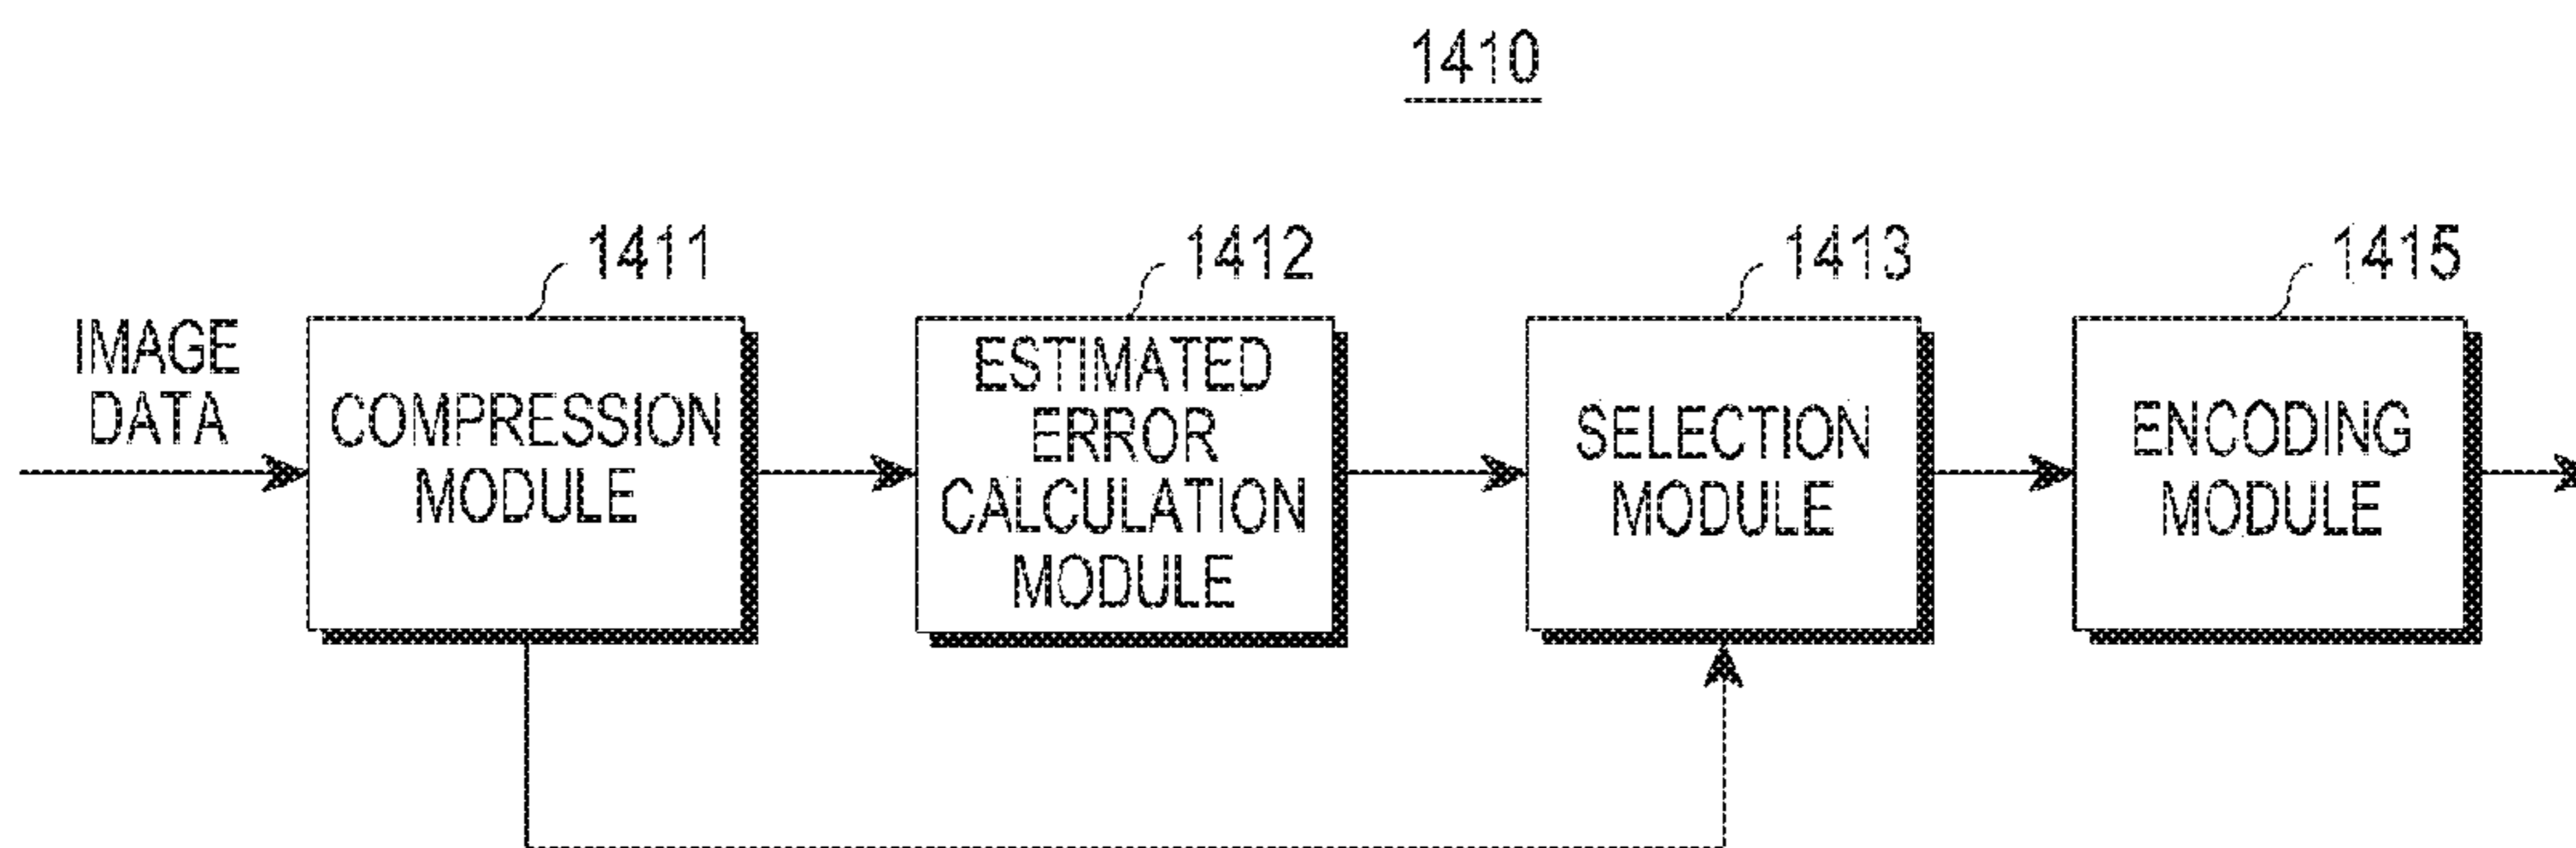 1410
1411
1412
1413
1415
IMAGE
DATA
COMPRESSION
MODULE
ESTIMATED
ERROR
CALCULATION
MODULE
SELECTION
MODULE
ENCODING
MODULE